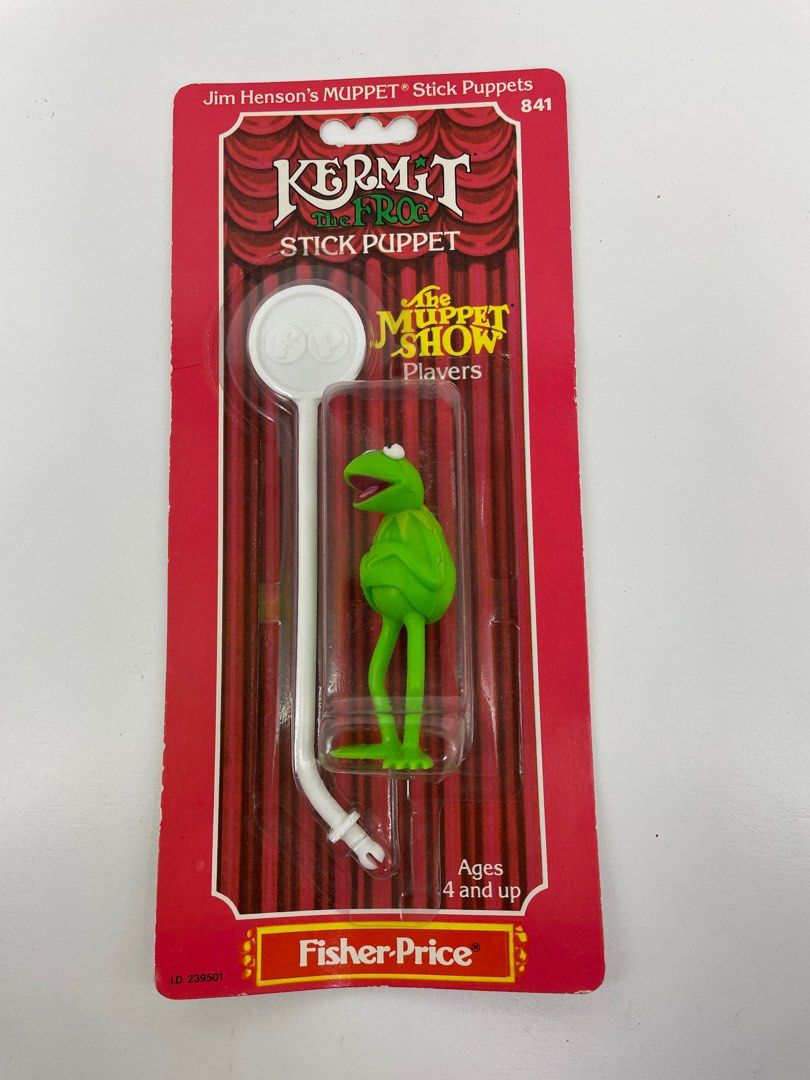 Jim Henson's MUPPET® Stick Puppets
841
KERMiT
The FROG
STICK PUPPET
The
MUPPET
SHOW
Players
FP
Ages
4 and up
Fisher-Price®
I.D. 239501